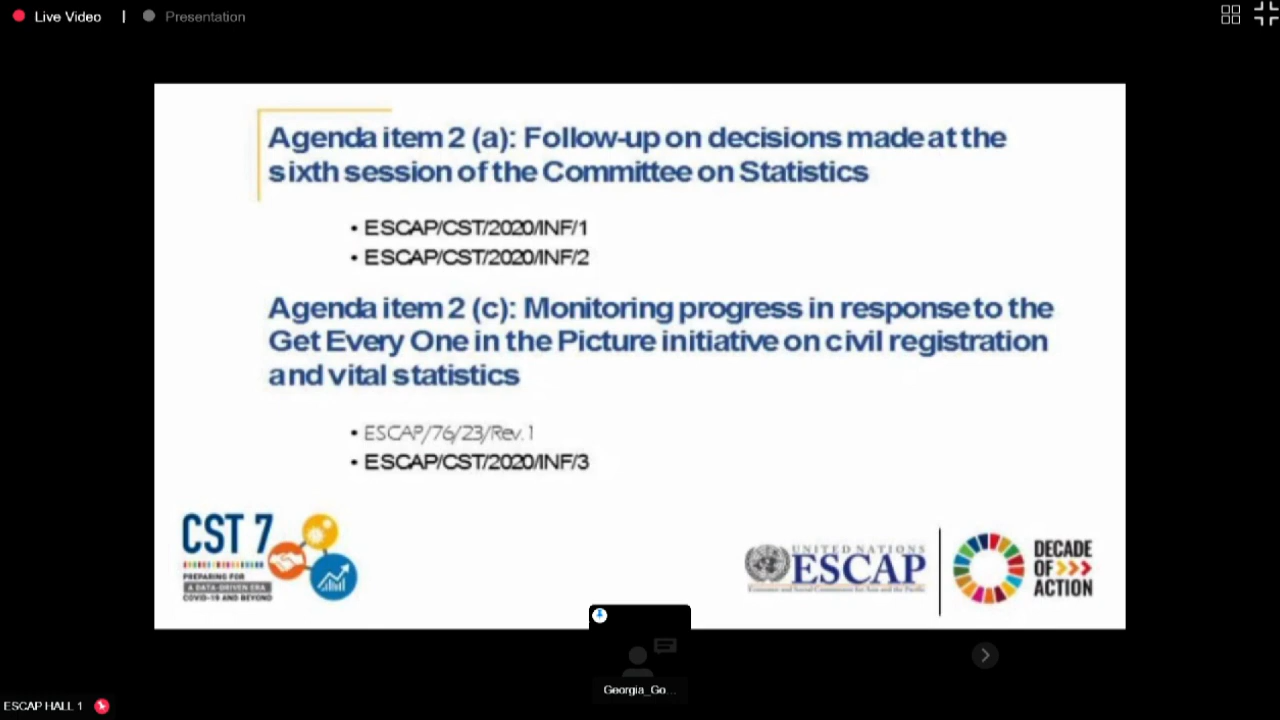 Live Video | Presentation
Agenda item 2 (a): Follow-up on decisions made at the
sixth session of the Committee on Statistics
• ESCAP/CST/2020/INF/1
• ESCAP/CST/2020/INF/2
Agenda item 2 (c): Monitoring progress in response to the
Get Every One in the Picture initiative on civil registration
and vital statistics
• ESCAP/76/23/Rev.1
• ESCAP/CST/2020/INF/3
CST 7
PREPARING FOR
A DATA-DRIVEN ERA
COVID-19 AND BEYOND
UNITED NATIONS
ESCAP
Economic and Social Commission for Asia and the Pacific
DECADE
OF
ACTION
Georgia_Go...
ESCAP HALL 1